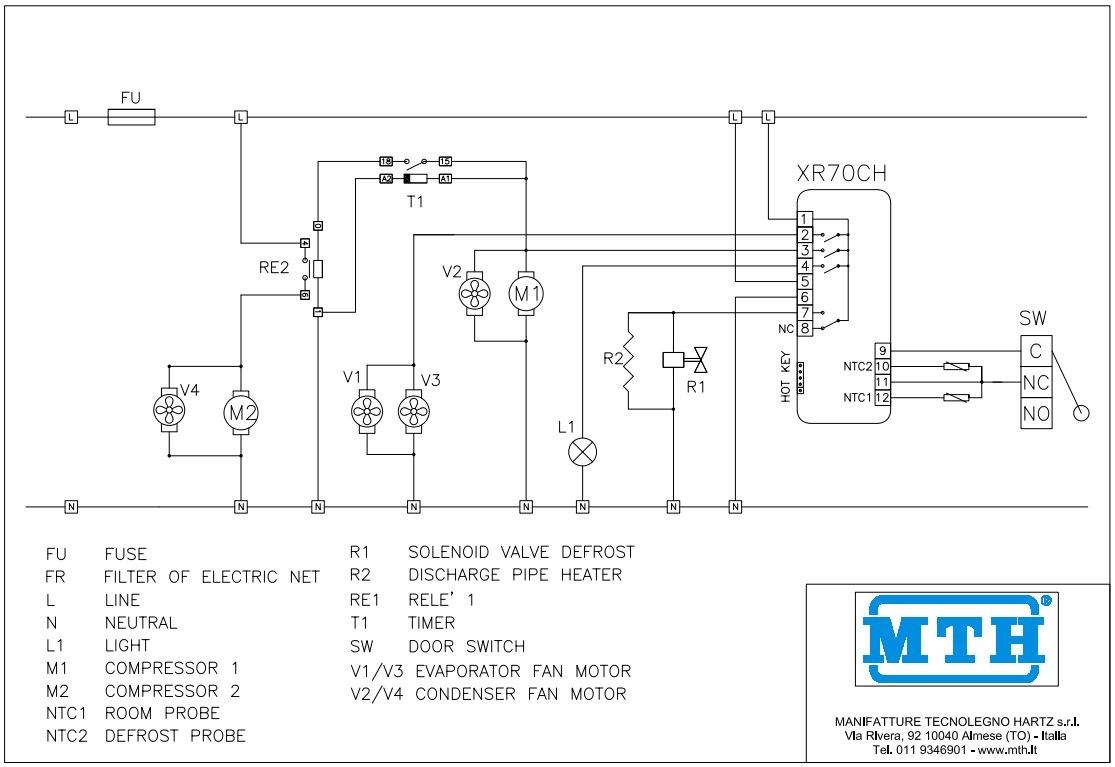 FU
L
L
L
L
18
15
A2
A1
T1
XR70CH
0
4
RE2
6
1
V2
M1
1
2
3
4
5
6
7
NC 8
HOT KEY
9
NTC2 10
11
NTC1 12
SW
C
NC
NO
R2
R1
V4
M2
V1
V3
L1
N
N
N
N
N
N
N
N
FU FUSE
FR FILTER OF ELECTRIC NET
L LINE
N NEUTRAL
L1 LIGHT
M1 COMPRESSOR 1
M2 COMPRESSOR 2
NTC1 ROOM PROBE
NTC2 DEFROST PROBE
R1 SOLENOID VALVE DEFROST
R2 DISCHARGE PIPE HEATER
RE1 RELE' 1
T1 TIMER
SW DOOR SWITCH
V1/V3 EVAPORATOR FAN MOTOR
V2/V4 CONDENSER FAN MOTOR
MTH®
MANIFATTURE TECNOLEGNO HARTZ s.r.l.
Via Rivera, 92 10040 Almese (TO) - Italia
Tel. 011 9346901 - www.mth.it